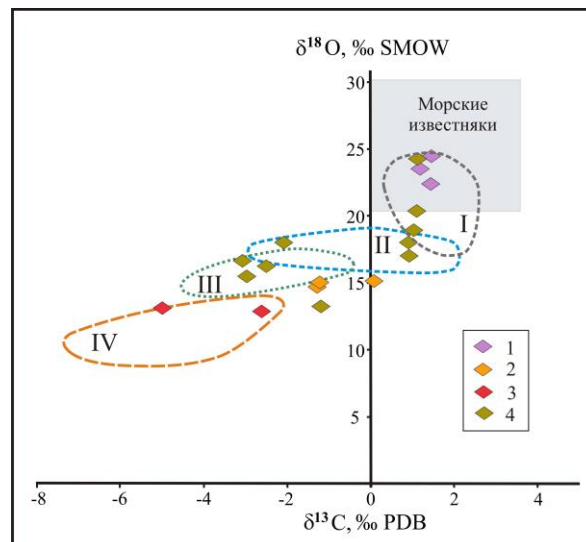 δ¹⁸O, ‰ SMOW
30
Морские
известняки
25
I
20
II
III
15
IV
10
1
2
3
4
5
-8 -6 -4 -2 0 2 4
δ¹³C, ‰ PDB